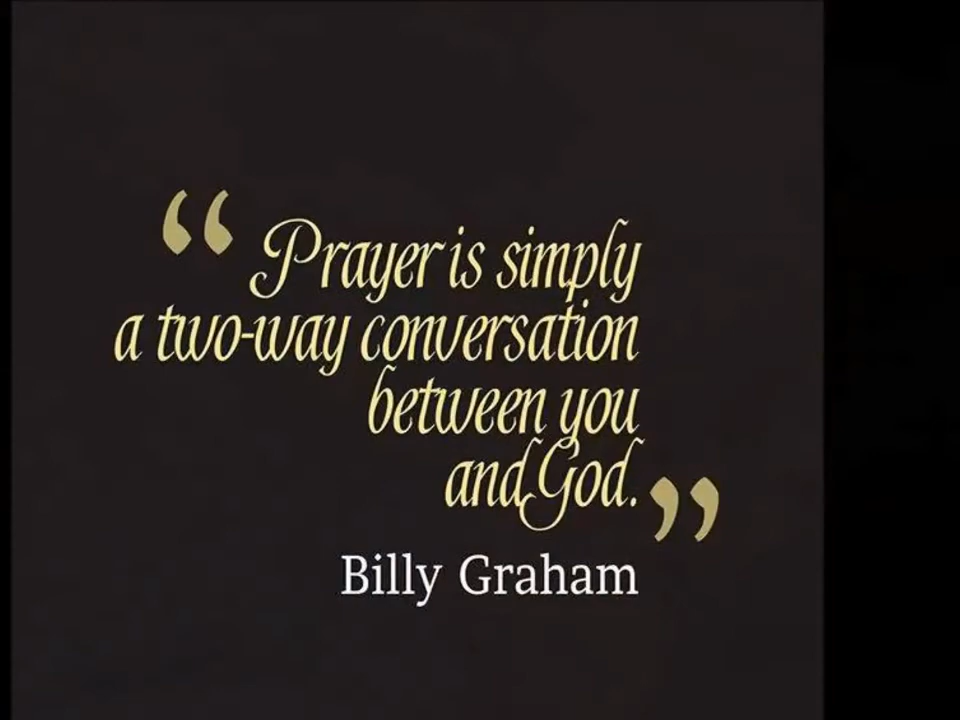 “Prayer is simply
a two-way conversation
between you
and God.”
Billy Graham